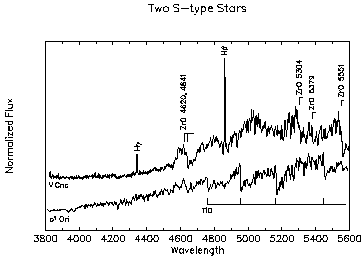 Two S-type Stars
Normalized Flux
Hγ
ZrO 4620, 4641
Hβ
ZrO 5304
ZrO 5379
ZrO 5551
V Cnc
o¹ Ori
TiO
3800 4000 4200 4400 4600 4800 5000 5200 5400 5600
Wavelength